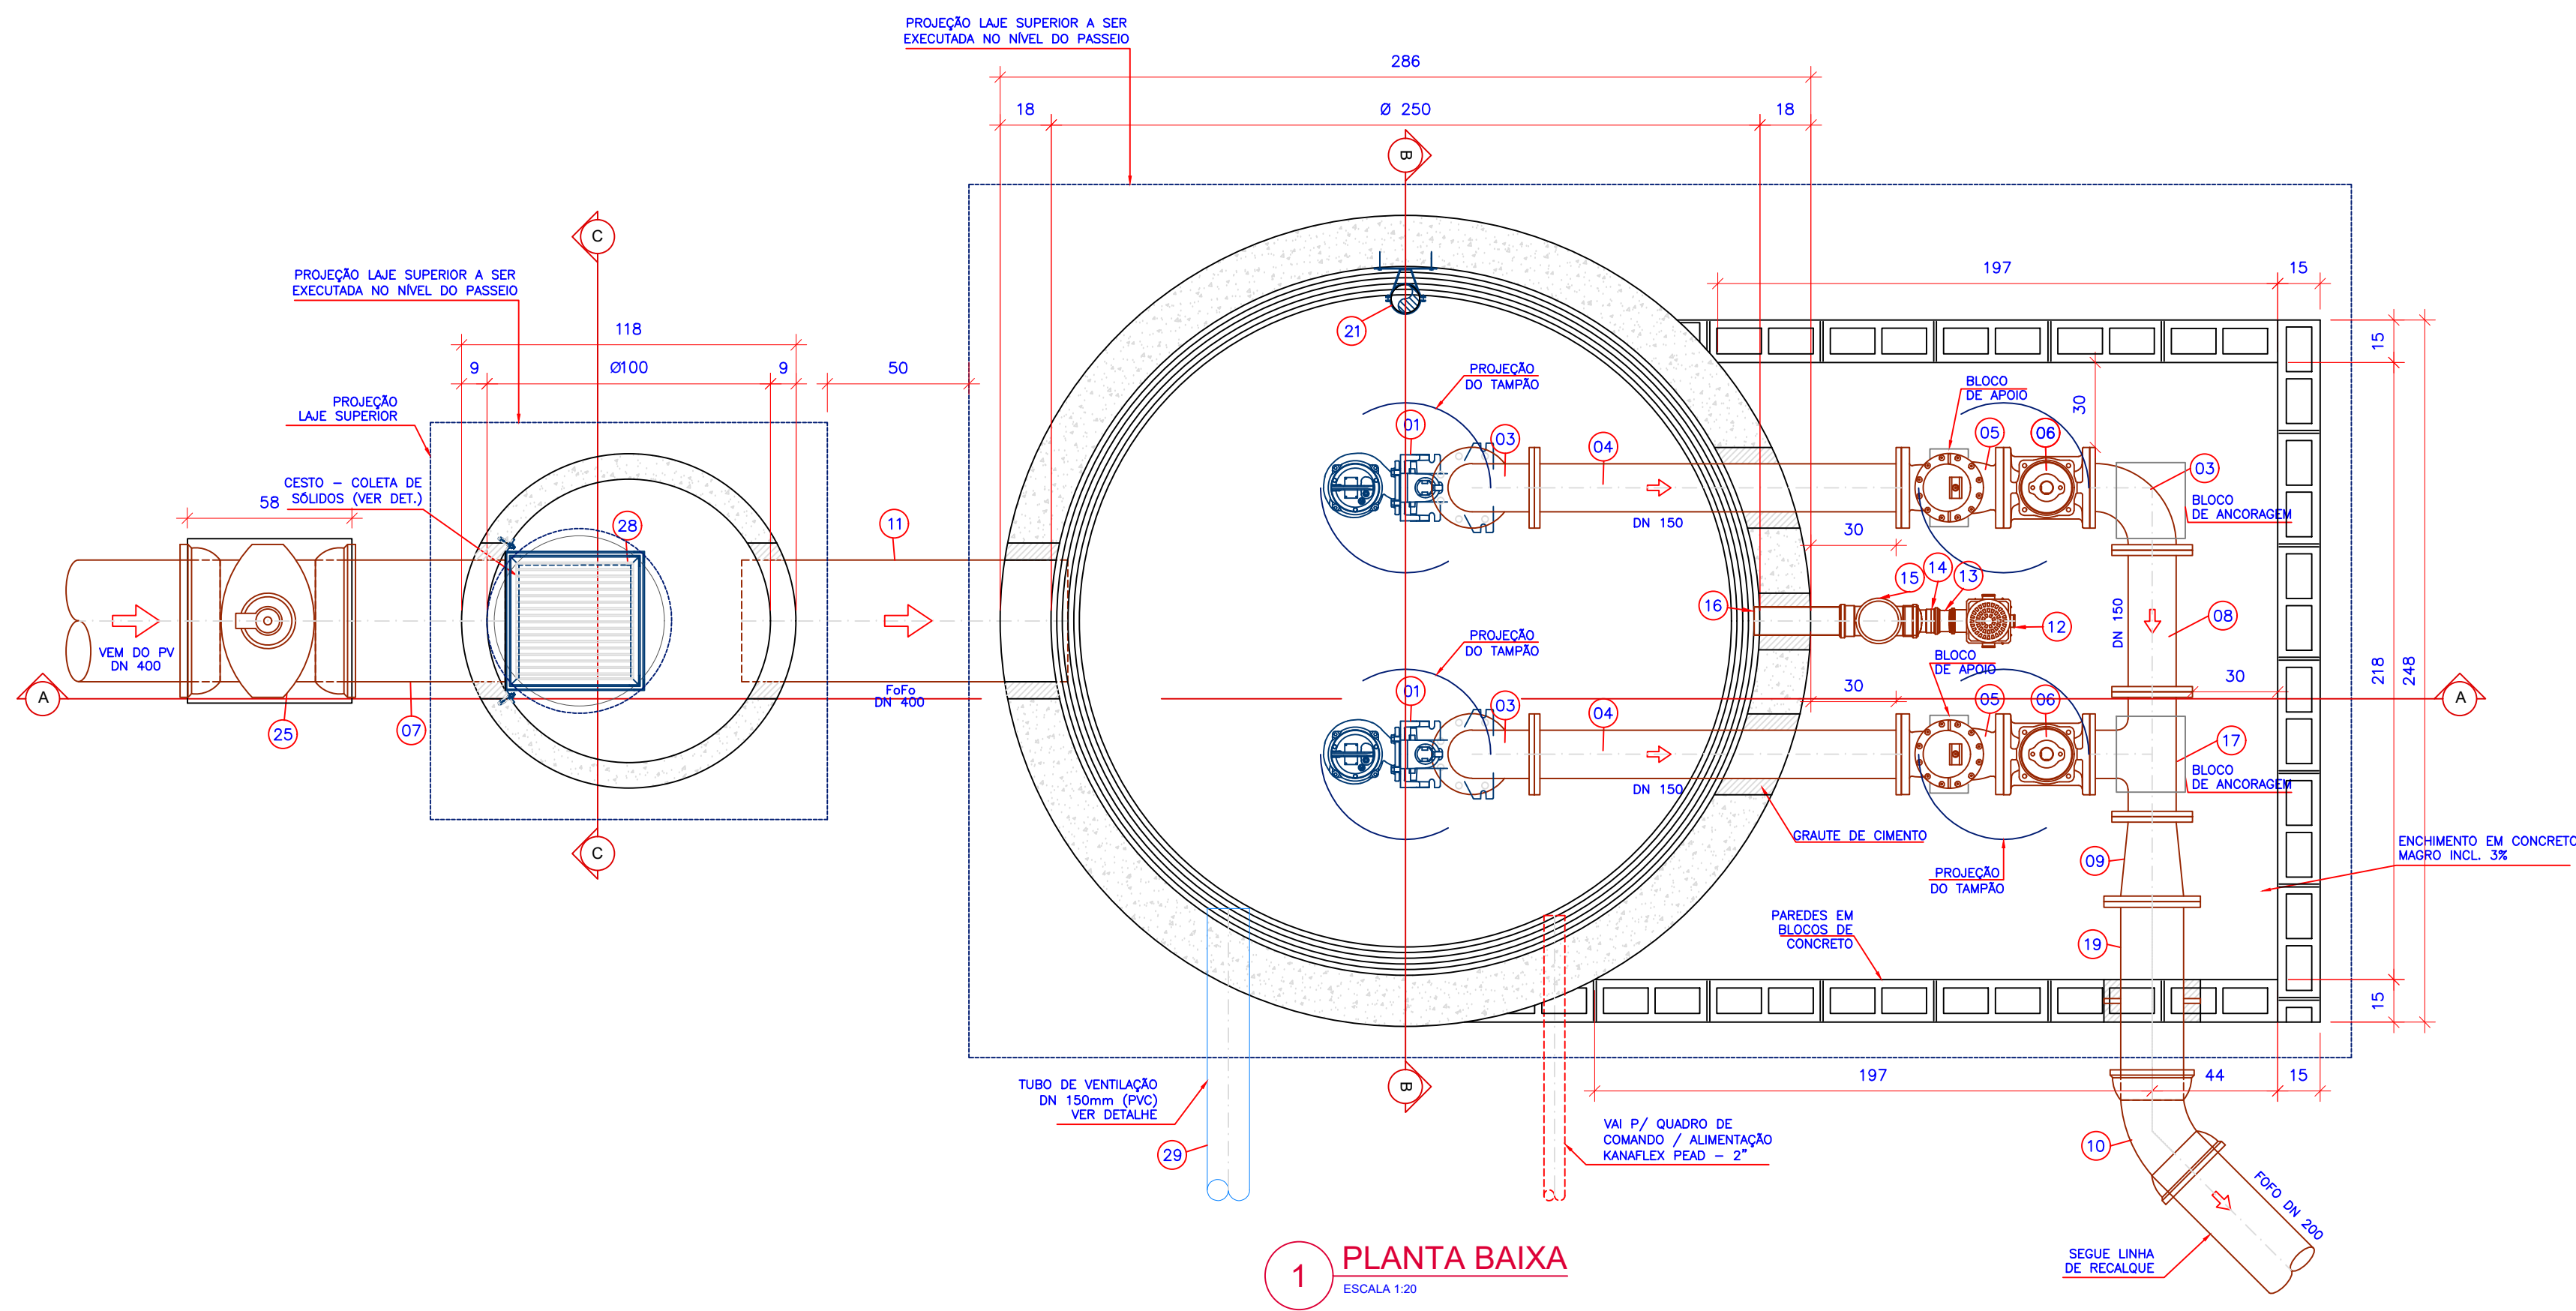 PROJEÇÃO LAJE SUPERIOR A SER
EXECUTADA NO NÍVEL DO PASSEIO
286
18
Ø 250
18
B
C
PROJEÇÃO LAJE SUPERIOR A SER
EXECUTADA NO NÍVEL DO PASSEIO
197
15
118
21
15
9
Ø100
9
50
PROJEÇÃO
DO TAMPÃO
BLOCO
DE APOIO
PROJEÇÃO
LAJE SUPERIOR
30
01
03
04
05
06
03
CESTO – COLETA DE
SÓLIDOS (VER DET.)
58
28
11
BLOCO
DE ANCORAGEM
DN 150
30
15
14
13
16
12
DN 150
08
VEM DO PV
DN 400
PROJEÇÃO
DO TAMPÃO
BLOCO
DE APOIO
218
248
30
30
A
FoFo
DN 400
A
25
07
01
03
04
05
06
17
BLOCO
DE ANCORAGEM
DN 150
C
GRAUTE DE CIMENTO
ENCHIMENTO EM CONCRETO
MAGRO INCL. 3%
09
PROJEÇÃO
DO TAMPÃO
PAREDES EM
BLOCOS DE
CONCRETO
19
15
B
197
44
15
TUBO DE VENTILAÇÃO
DN 150mm (PVC)
VER DETALHE
29
VAI P/ QUADRO DE
COMANDO / ALIMENTAÇÃO
KANAFLEX PEAD – 2"
10
FOFO DN 200
SEGUE LINHA
DE RECALQUE
1
PLANTA BAIXA
ESCALA 1:20